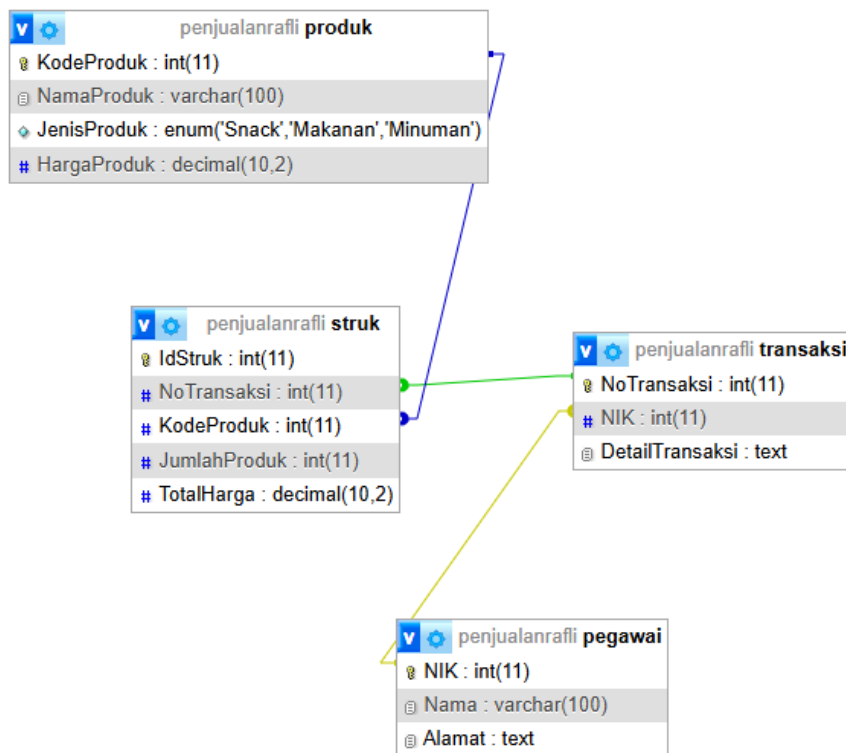 penjualanrafli produk
KodeProduk : int(11)
NamaProduk : varchar(100)
JenisProduk : enum('Snack','Makanan','Minuman')
# HargaProduk : decimal(10,2)
penjualanrafli struk
IdStruk : int(11)
# NoTransaksi : int(11)
# KodeProduk : int(11)
# JumlahProduk : int(11)
# TotalHarga : decimal(10,2)
penjualanrafli transaksi
NoTransaksi : int(11)
# NIK : int(11)
DetailTransaksi : text
penjualanrafli pegawai
NIK : int(11)
Nama : varchar(100)
Alamat : text